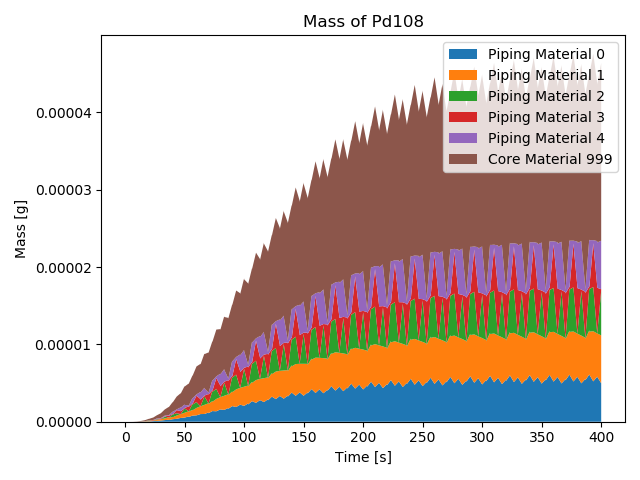 Mass of Pd108
Piping Material 0
Piping Material 1
Piping Material 2
Piping Material 3
Piping Material 4
Core Material 999
Mass [g]
0.00004
0.00003
0.00002
0.00001
0.00000
0 50 100 150 200 250 300 350 400
Time [s]